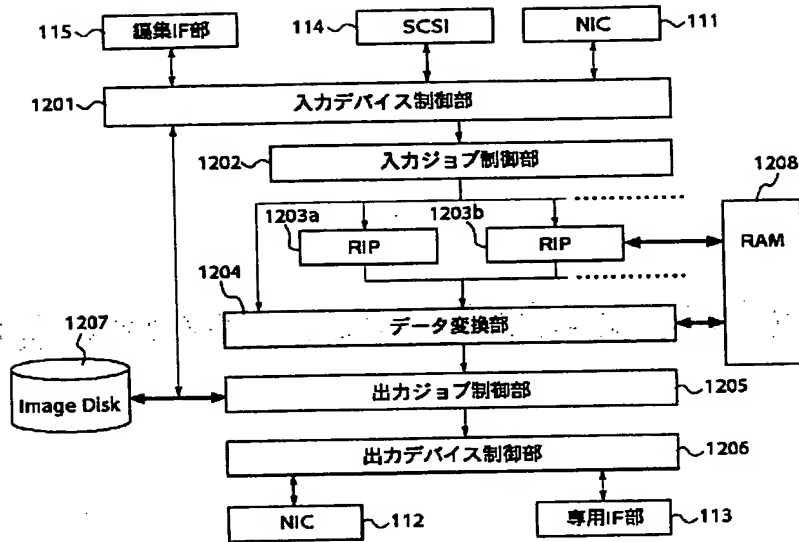 115
編集IF部
114
SCSI
NIC
111
1201
入力デバイス制御部
1202
入力ジョブ制御部
1208
1203a
1203b
RIP
RIP
RAM
1204
データ変換部
1207
Image Disk
出力ジョブ制御部
1205
出力デバイス制御部
1206
NIC
112
専用IF部
113